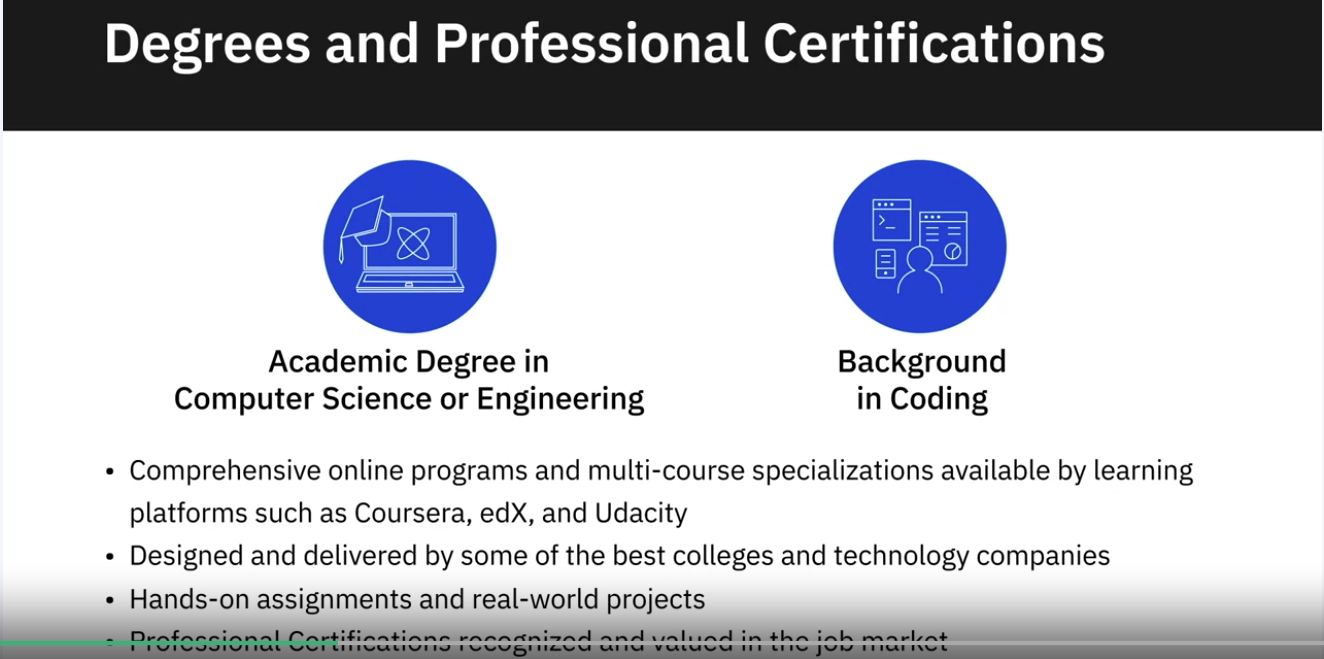 Degrees and Professional Certifications
Academic Degree in
Computer Science or Engineering
Background
in Coding
• Comprehensive online programs and multi-course specializations available by learning
platforms such as Coursera, edX, and Udacity
• Designed and delivered by some of the best colleges and technology companies
• Hands-on assignments and real-world projects
• Professional Certifications recognized and valued in the job market